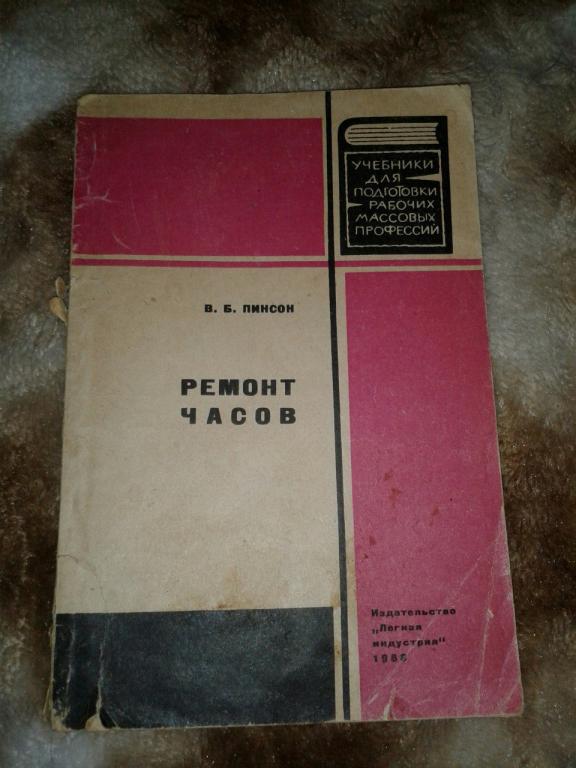 УЧЕБНИКИ
ДЛЯ
ПОДГОТОВКИ
РАБОЧИХ
МАССОВЫХ
ПРОФЕССИЙ
В. Б. ПИНСОН
РЕМОНТ
ЧАСОВ
Издательство
„Легкая
индустрия"